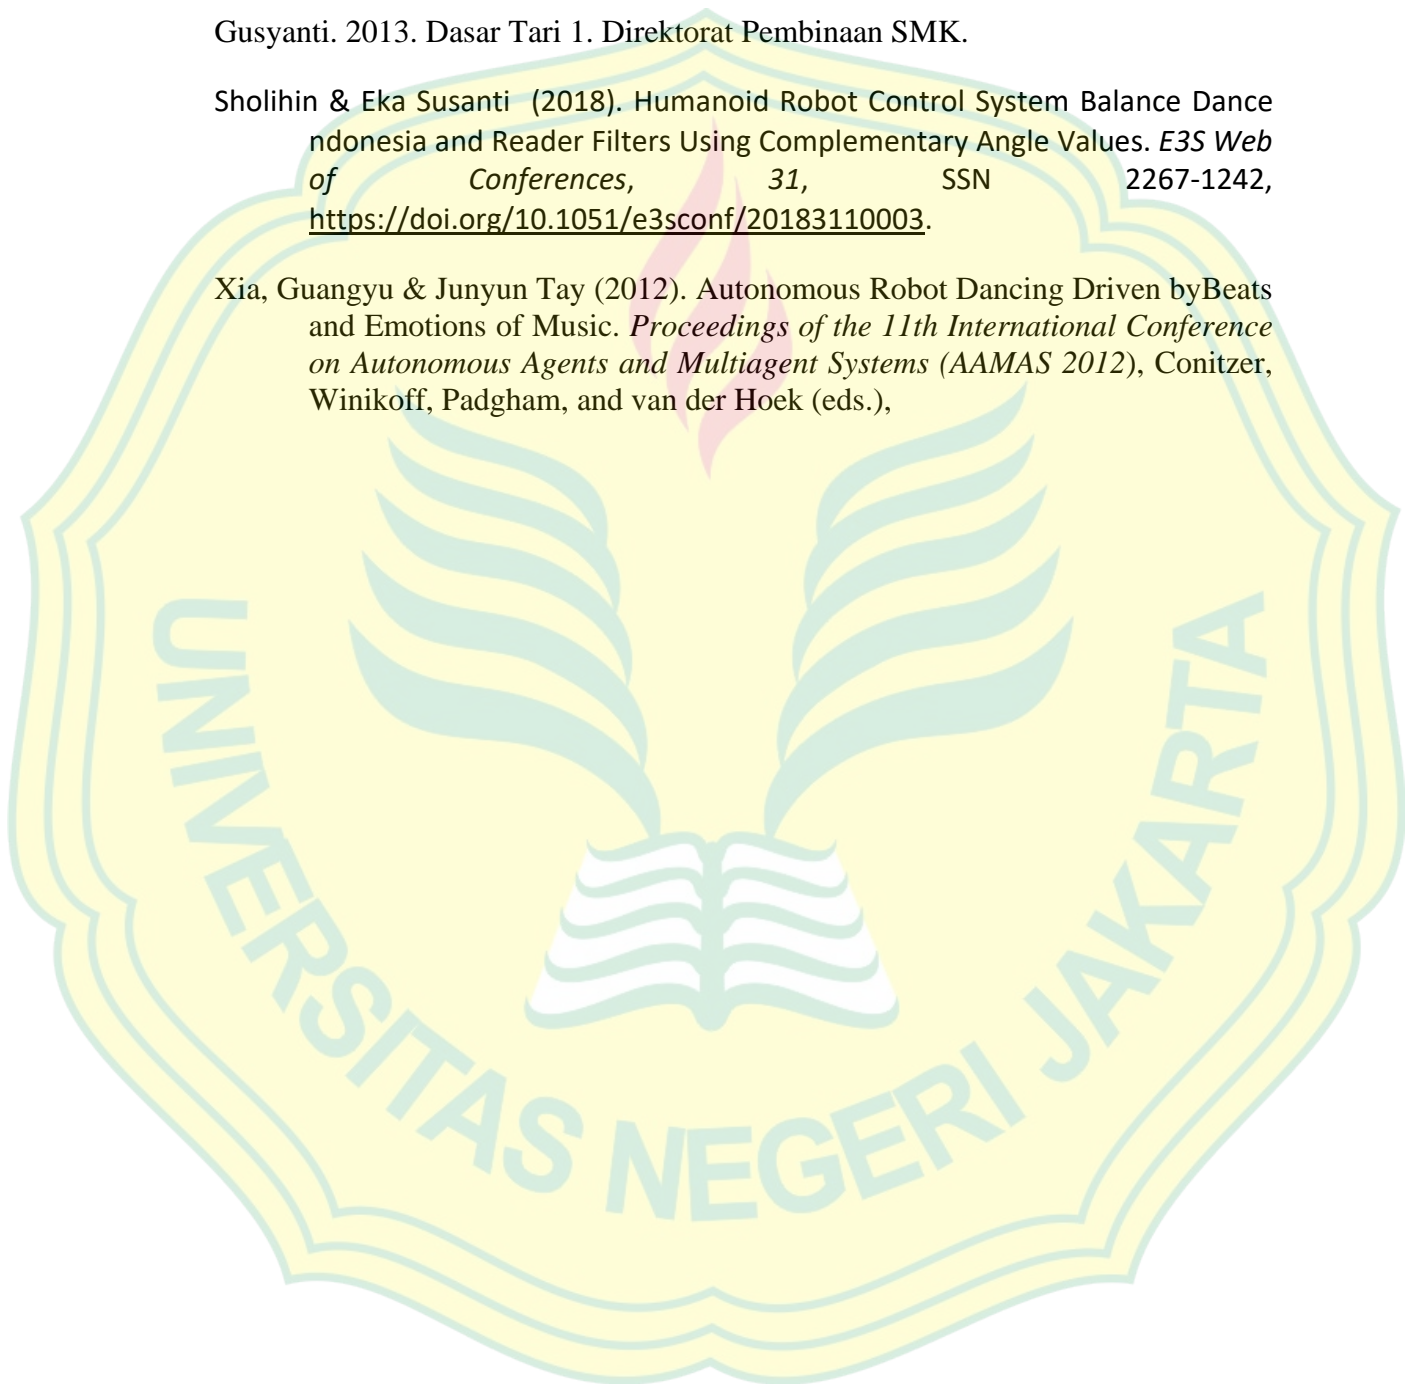 Gusyanti. 2013. Dasar Tari 1. Direktorat Pembinaan SMK.
Sholihin & Eka Susanti (2018). Humanoid Robot Control System Balance Dance
ndonesia and Reader Filters Using Complementary Angle Values. E3S Web
of Conferences, 31, SSN 2267-1242,
https://doi.org/10.1051/e3sconf/20183110003.
Xia, Guangyu & Junyun Tay (2012). Autonomous Robot Dancing Driven byBeats
and Emotions of Music. Proceedings of the 11th International Conference
on Autonomous Agents and Multiagent Systems (AAMAS 2012), Conitzer,
Winikoff, Padgham, and van der Hoek (eds.),
UNIVERSITAS NEGERI JAKARTA